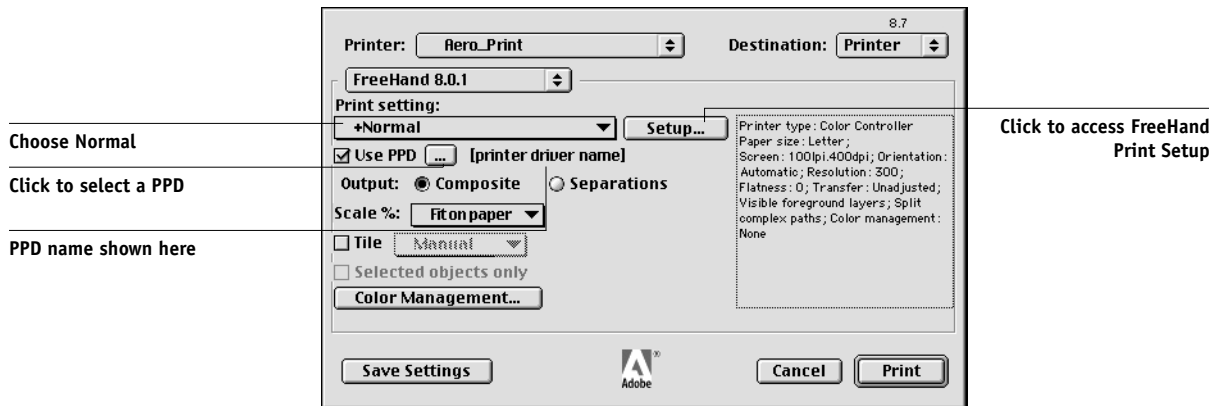 8.7
Printer: Aero_Print Destination: Printer
FreeHand 8.0.1
Print setting:
+Normal Setup...
Use PPD ... [printer driver name]
Output: Composite Separations
Scale %: Fit on paper
Tile Manual
Selected objects only
Color Management...
Printer type: Color Controller
Paper size: Letter;
Screen: 100lpi.400dpi; Orientation:
Automatic; Resolution: 300;
Flatness: 0; Transfer: Unadjusted;
Visible foreground layers; Split
complex paths; Color management:
None
Save Settings Adobe® Cancel Print
Choose Normal
Click to select a PPD
PPD name shown here
Click to access FreeHand
Print Setup